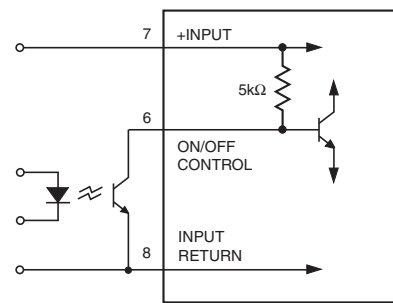 7 +INPUT
5kΩ
6
ON/OFF
CONTROL
INPUT
8 RETURN